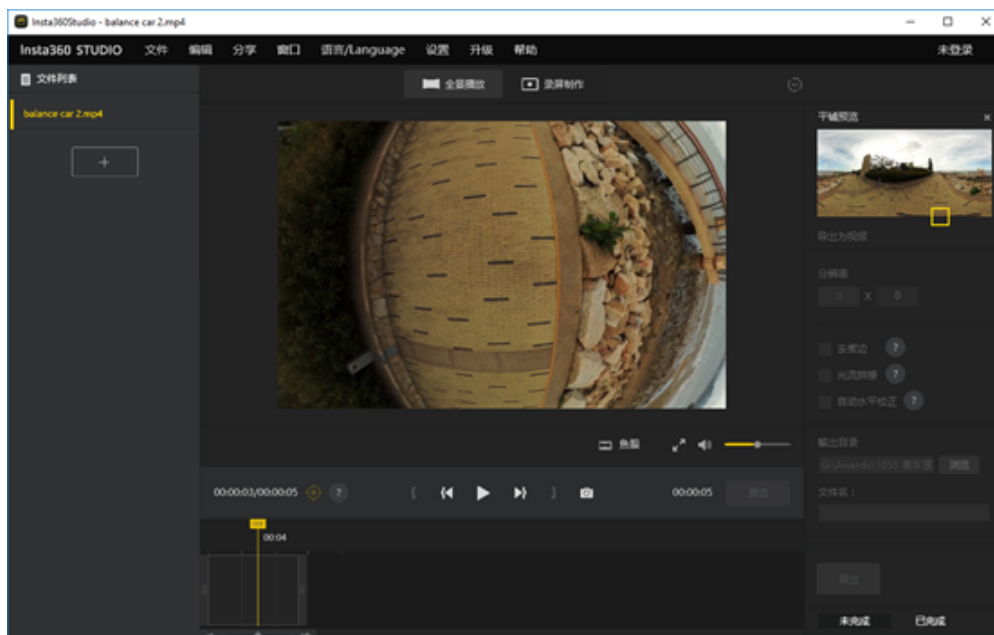 Insta360Studio - balance car 2.mp4
Insta360 STUDIO 文件 编辑 分享 窗口 语言/Language 设置 升级 帮助 未登录
文件列表
全景播放 录屏制作
balance car 2.mp4
平铺预览
导出为视频
分辨率
0 X 0
去紫边 ?
光流拼接 ?
自动水平校正 ?
鱼眼
输出目录
浏览
文件名：
00:00:03/00:00:05 ? 00:00:05 预览
00:04
导出
未完成 已完成